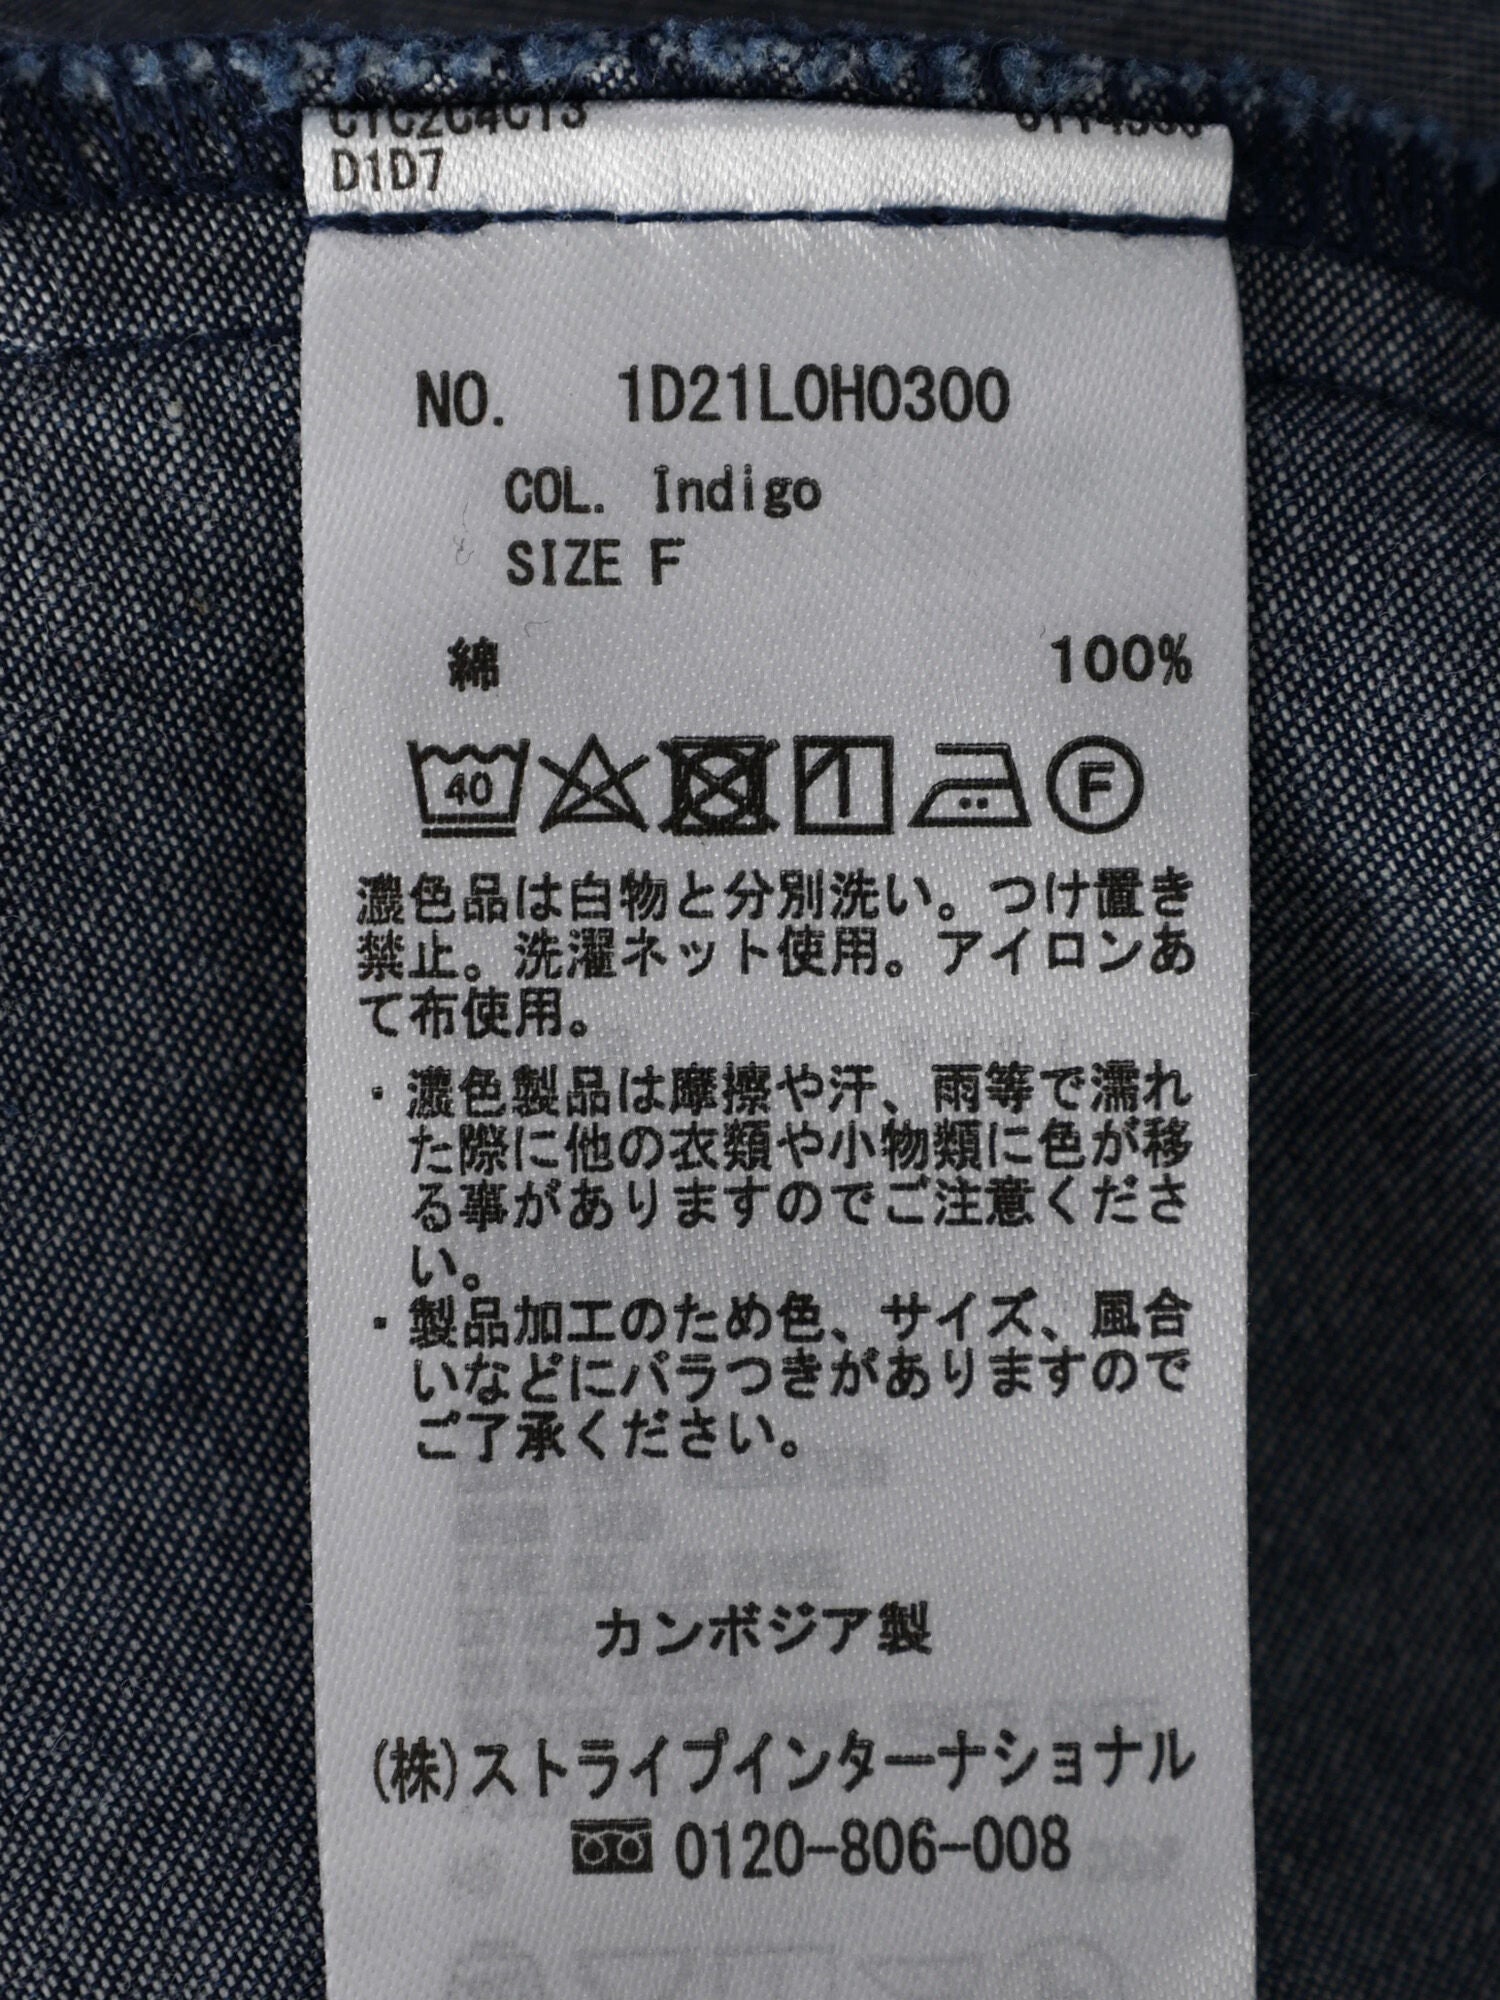 C1C2C4C13
D1D7
NO. 1D21L0H0300
COL. Indigo
SIZE F
綿 100%
40
F
濃色品は白物と分別洗い。つけ置き
禁止。洗濯ネット使用。アイロンあ
て布使用。
・濃色製品は摩擦や汗、雨等で濡れ
た際に他の衣類や小物類に色が移
る事がありますのでご注意くださ
い。
・製品加工のため色、サイズ、風合
いなどにバラつきがありますので
ご了承ください。
カンボジア製
(株)ストライプインターナショナル
0120-806-008